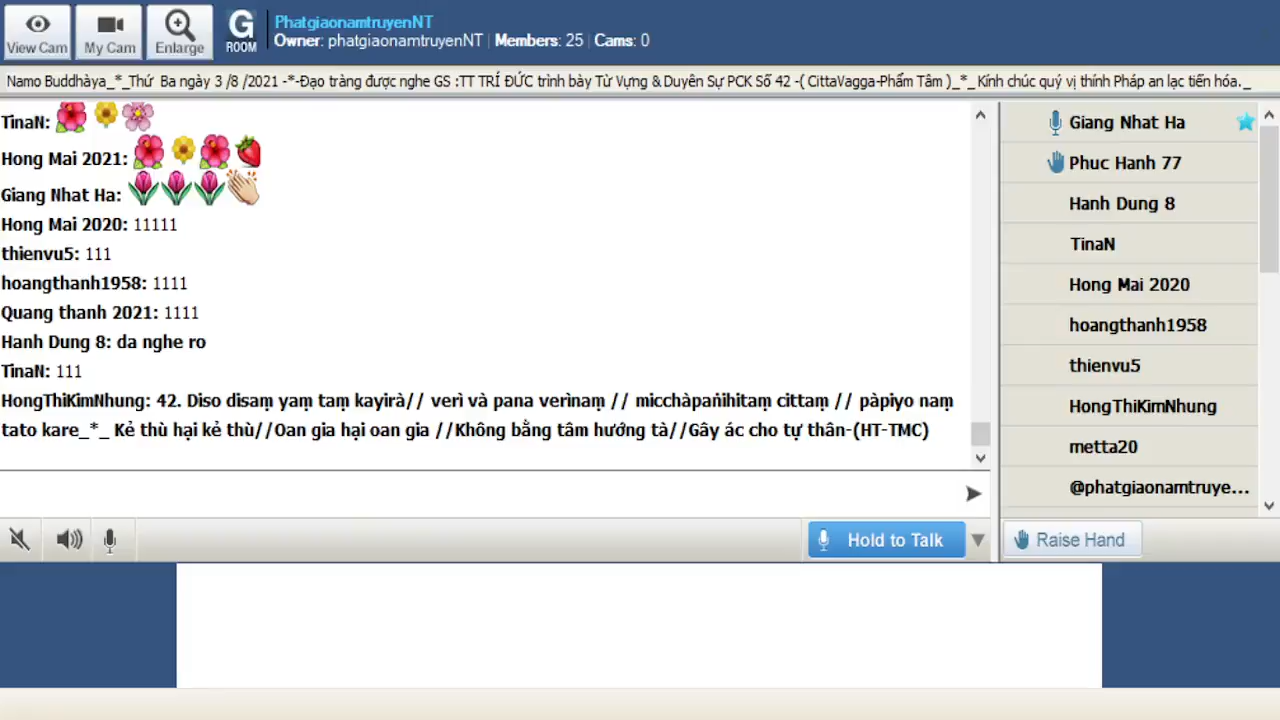 View Cam
My Cam
Enlarge
G
ROOM
PhatgiaonamtruyenNT
Owner: phatgiaonamtruyenNT | Members: 25 | Cams: 0
Namo Buddhàya_*_Thứ Ba ngày 3 /8 /2021 -*-Đạo tràng được nghe GS :TT TRÍ ĐỨC trình bày Từ Vựng & Duyên Sự PCK Số 42 -( CittaVagga-Phẩm Tâm )_*_ Kính chúc quý vị thính Pháp an lạc tiến hóa._
TinaN:
Hong Mai 2021:
Giang Nhat Ha:
Hong Mai 2020: 11111
thienvu5: 111
hoangthanh1958: 1111
Quang thanh 2021: 1111
Hanh Dung 8: da nghe ro
TinaN: 111
HongThiKimNhung: 42. Diso disaṃ yaṃ taṃ kayirà// verì và pana verìnaṃ // micchàpañihitaṃ cittaṃ // pàpiyo naṃ
tato kare_*_ Kẻ thù hại kẻ thù//Oan gia hại oan gia //Không bằng tâm hướng tà//Gây ác cho tự thân-(HT-TMC)
Giang Nhat Ha
Phuc Hanh 77
Hanh Dung 8
TinaN
Hong Mai 2020
hoangthanh1958
thienvu5
HongThiKimNhung
metta20
@phatgiaonamtruye...
Hold to Talk
Raise Hand